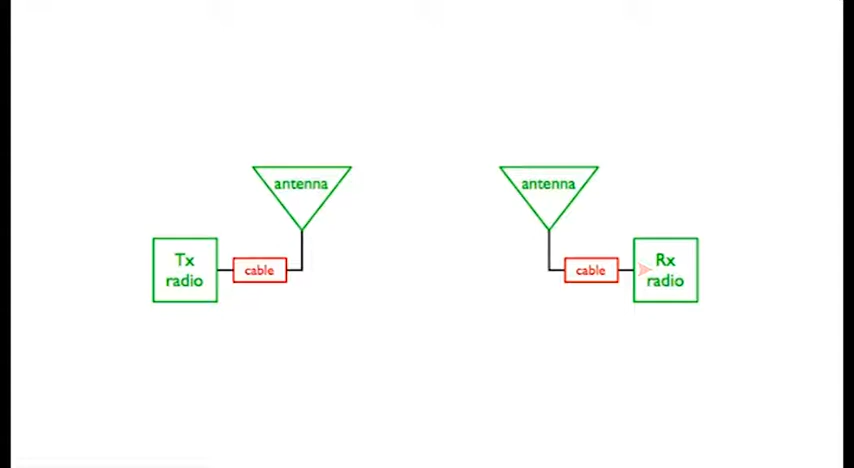 antenna
antenna
Tx
radio
cable
cable
Rx
radio